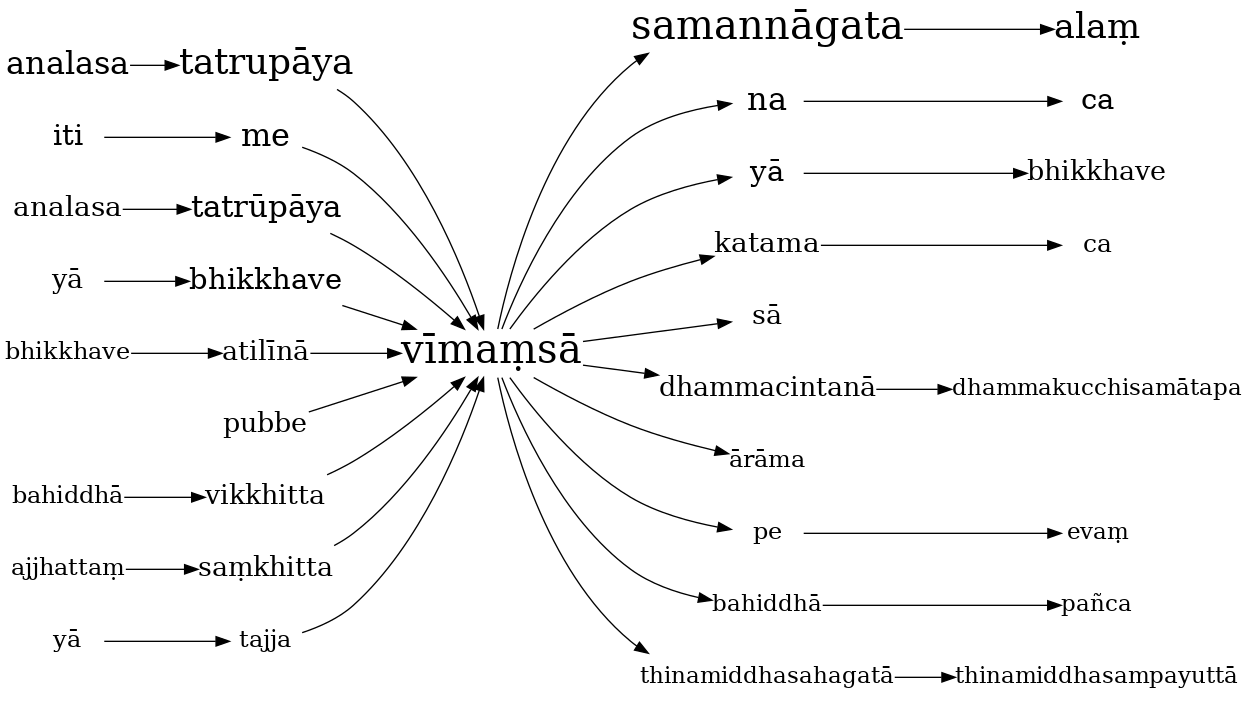 samannāgata alaṃ
analasa tatrupāya
na ca
iti me
yā bhikkhave
analasa tatrūpāya
katama ca
yā bhikkhave
sā
bhikkhave atilīnā vīmaṃsā
dhammacintanā dhammakucchisamātapa
pubbe
ārāma
bahiddhā vikkhitta
pe evaṃ
ajjhattaṃ saṃkhitta
bahiddhā pañca
yā tajja
thinamiddhasahagatā thinamiddhasampayuttā